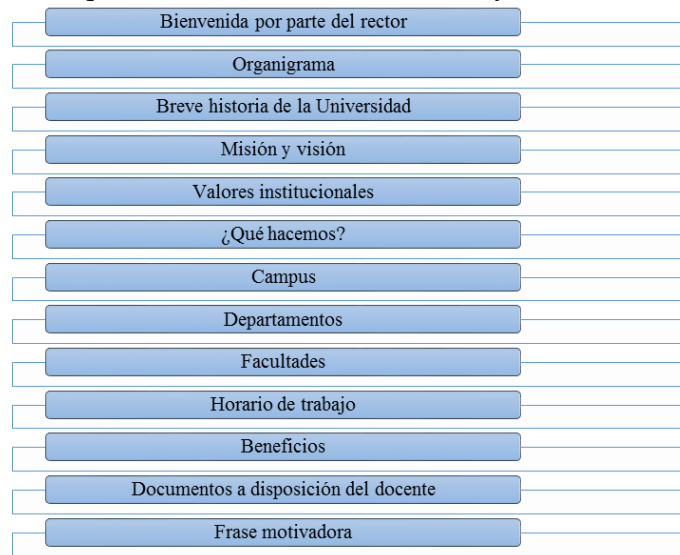 Bienvenida por parte del rector
Organigrama
Breve historia de la Universidad
Misión y visión
Valores institucionales
¿Qué hacemos?
Campus
Departamentos
Facultades
Horario de trabajo
Beneficios
Documentos a disposición del docente
Frase motivadora